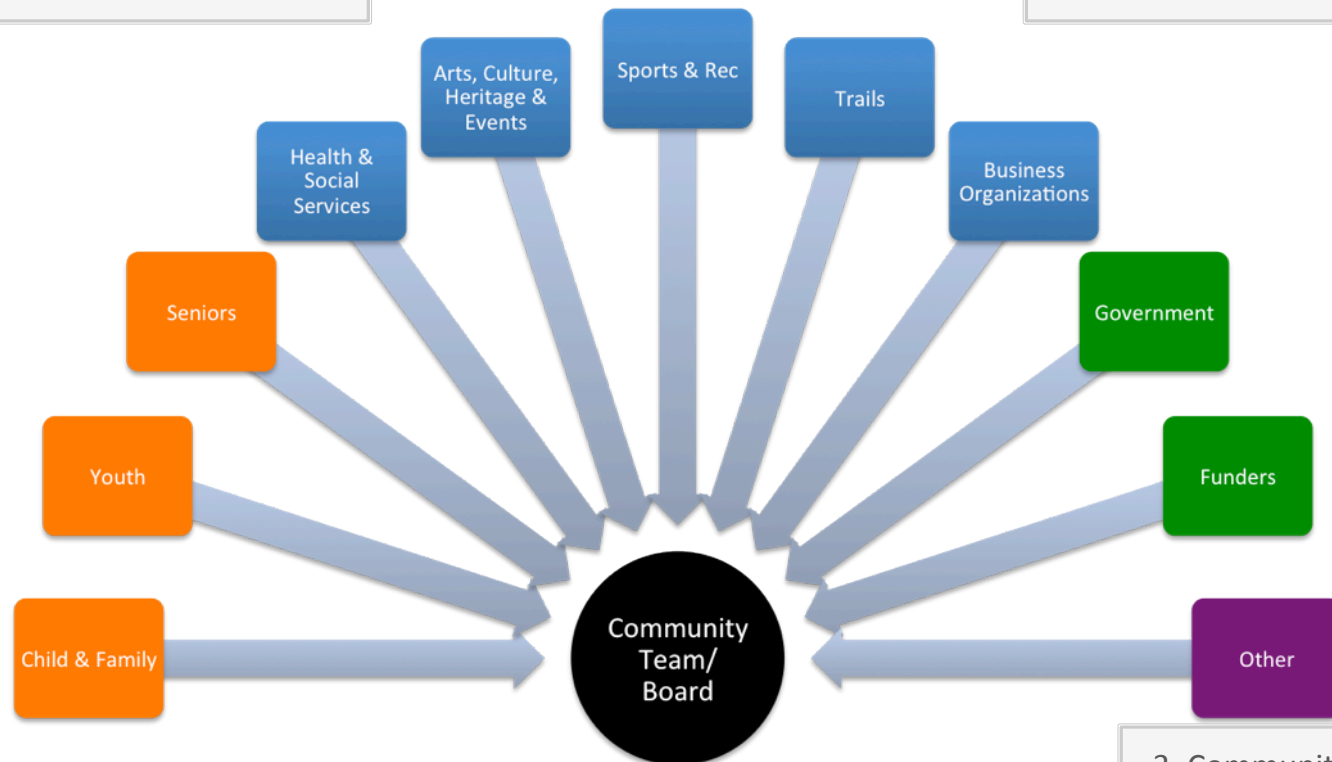 Sports & Rec
Arts, Culture,
Heritage &
Events
Trails
Health &
Social
Services
Business
Organizations
Seniors
Government
Youth
Funders
Child & Family
Community
Team/
Board
Other